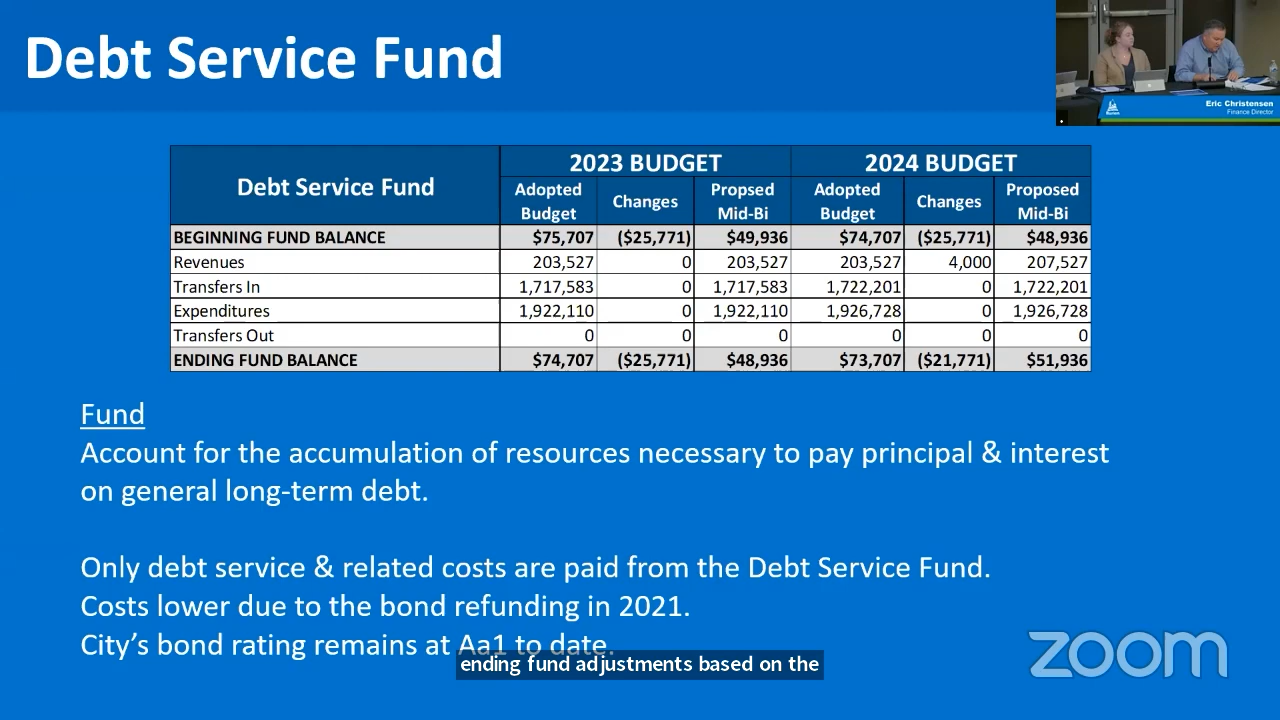 Debt Service Fund
Eric Christensen
Finance Director
Burien
Debt Service Fund 2023 BUDGET 2024 BUDGET
Adopted Budget Changes Propsed Mid-Bi Adopted Budget Changes Proposed Mid-Bi
BEGINNING FUND BALANCE $75,707 ($25,771) $49,936 $74,707 ($25,771) $48,936
Revenues 203,527 0 203,527 203,527 4,000 207,527
Transfers In 1,717,583 0 1,717,583 1,722,201 0 1,722,201
Expenditures 1,922,110 0 1,922,110 1,926,728 0 1,926,728
Transfers Out 0 0 0 0 0 0
ENDING FUND BALANCE $74,707 ($25,771) $48,936 $73,707 ($21,771) $51,936
Fund
Account for the accumulation of resources necessary to pay principal & interest
on general long-term debt.
Only debt service & related costs are paid from the Debt Service Fund.
Costs lower due to the bond refunding in 2021.
City’s bond rating remains at Aa1 to date.
ending fund adjustments based on the
zoom